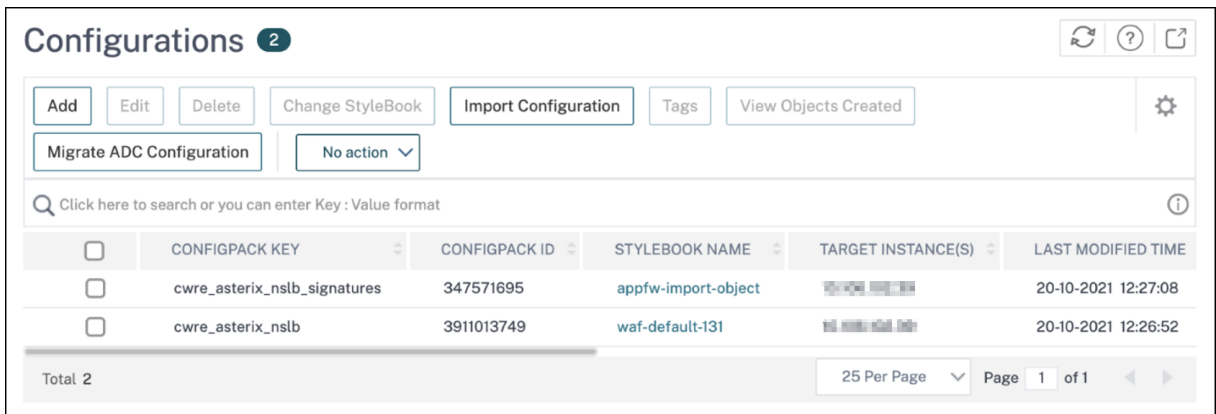 Configurations 2
Add Edit Delete Change StyleBook Import Configuration Tags View Objects Created
Migrate ADC Configuration No action
Click here to search or you can enter Key : Value format
CONFIGPACK KEY CONFIGPACK ID STYLEBOOK NAME TARGET INSTANCE(S) LAST MODIFIED TIME
cwre_asterix_nslb_signatures 347571695 appfw-import-object 20-10-2021 12:27:08
cwre_asterix_nslb 3911013749 waf-default-131 20-10-2021 12:26:52
Total 2 25 Per Page Page 1 of 1